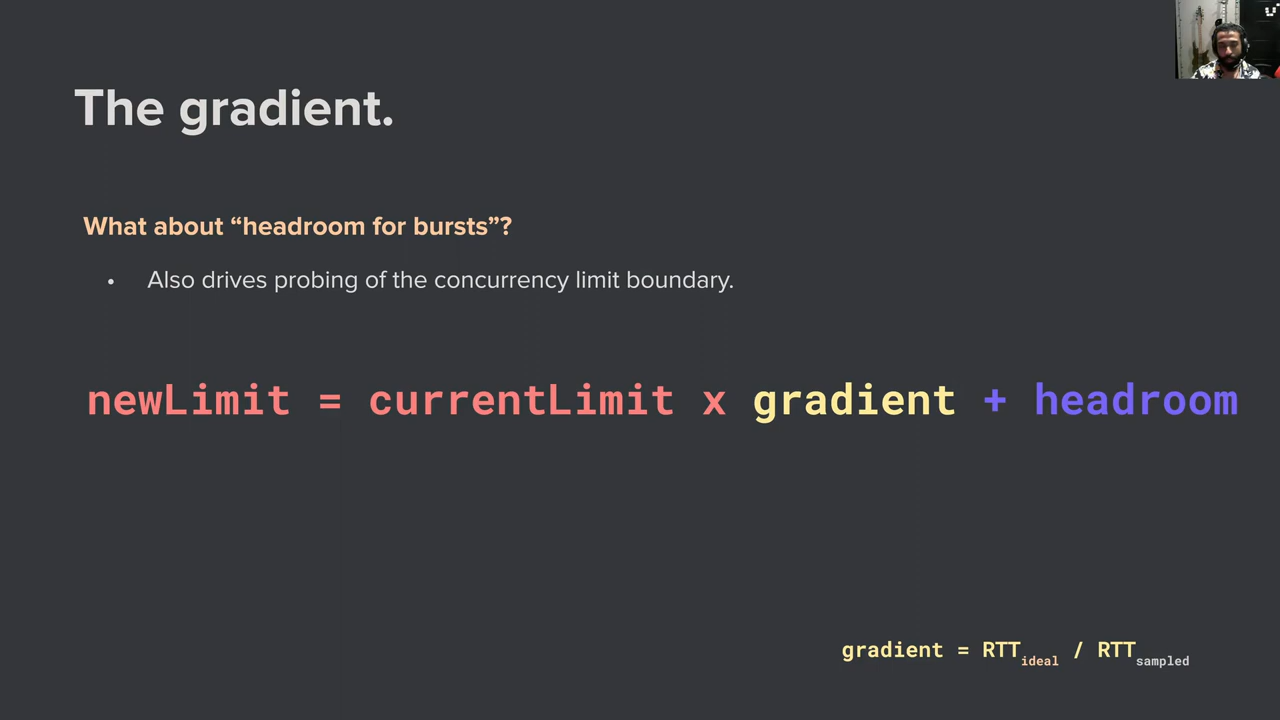 The gradient.
What about “headroom for bursts”?
• Also drives probing of the concurrency limit boundary.
newLimit = currentLimit x gradient + headroom
gradient = RTTideal / RTTsampled